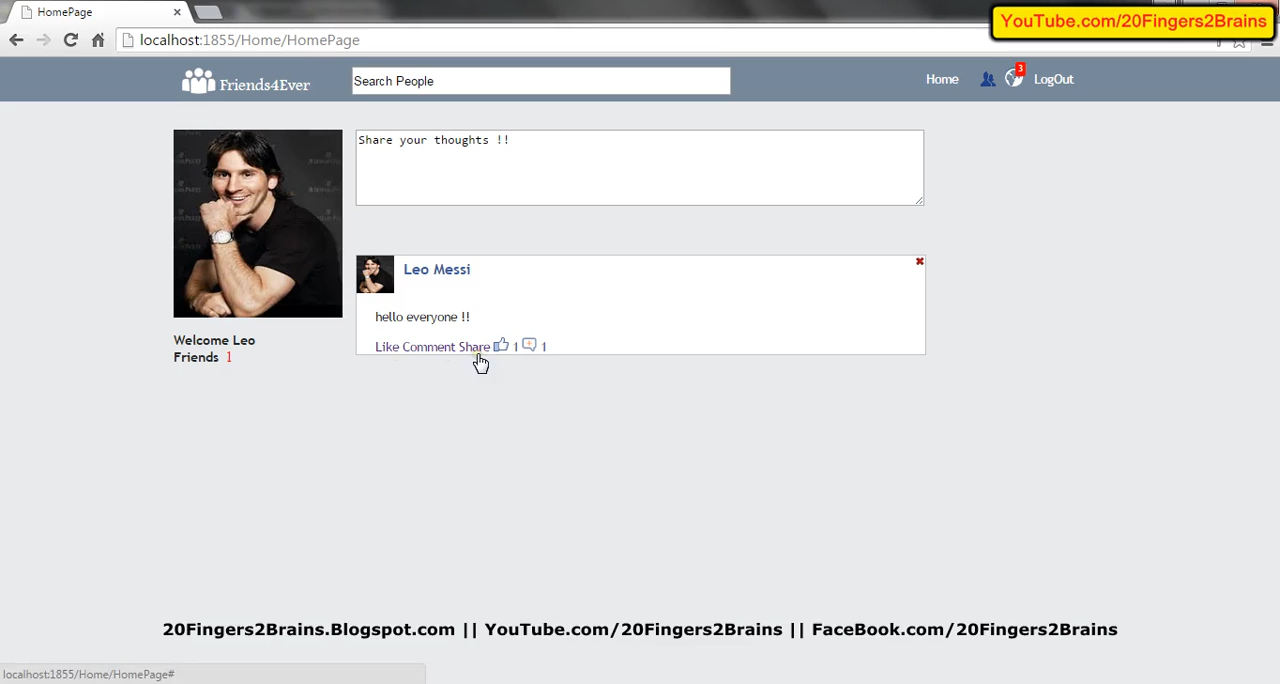 HomePage
YouTube.com/20Fingers2Brains
localhost:1855/Home/HomePage
Friends4Ever
Search People
Home
3
LogOut
Share your thoughts !!
Leo Messi
hello everyone !!
Like Comment Share 1 1
Welcome Leo
Friends 1
20Fingers2Brains.Blogspot.com || YouTube.com/20Fingers2Brains || FaceBook.com/20Fingers2Brains
localhost:1855/Home/HomePage#